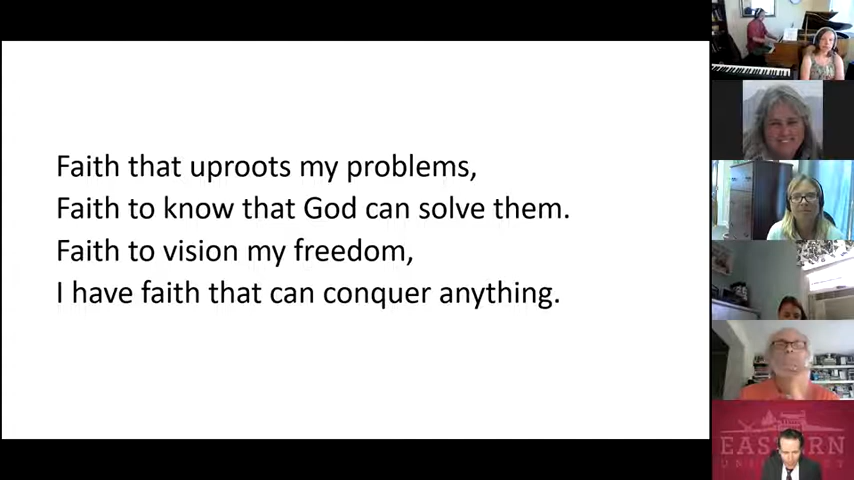 Faith that uproots my problems,
Faith to know that God can solve them.
Faith to vision my freedom,
I have faith that can conquer anything.
EASTERN